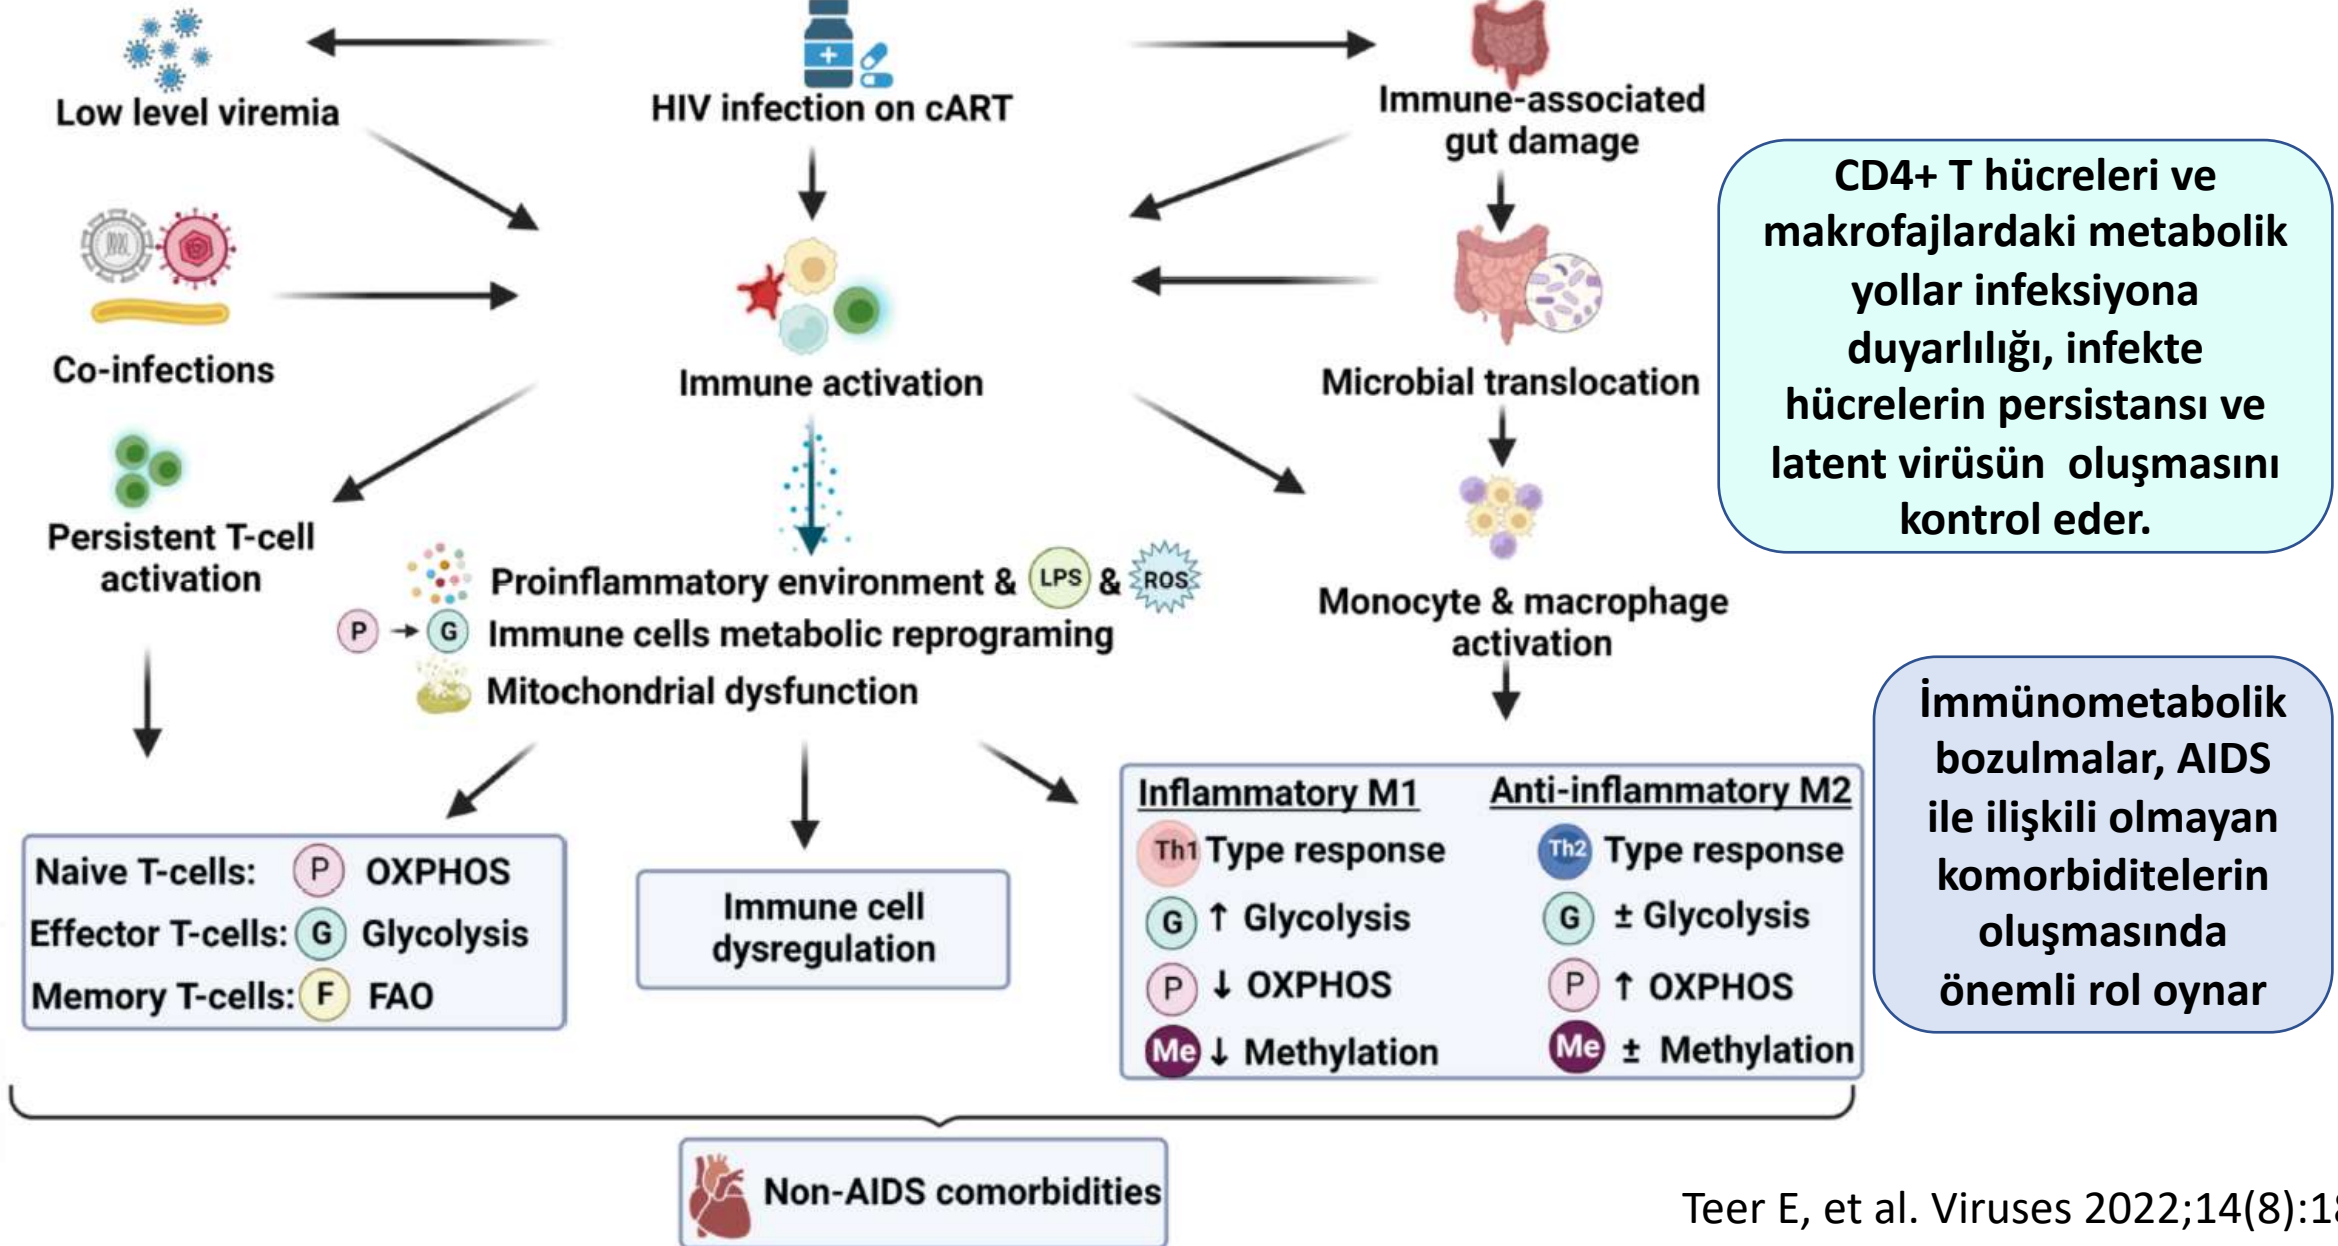 Low level viremia
HIV infection on cART
Immune-associated
gut damage
Co-infections
Immune activation
Microbial translocation
Persistent T-cell
activation
Proinflammatory environment & LPS & ROS
P → G Immune cells metabolic reprograming
Mitochondrial dysfunction
Monocyte & macrophage
activation
Naive T-cells: P OXPHOS
Effector T-cells: G Glycolysis
Memory T-cells: F FAO
Immune cell
dysregulation
Inflammatory M1
Th1 Type response
G ↑ Glycolysis
P ↓ OXPHOS
Me ↓ Methylation
Anti-inflammatory M2
Th2 Type response
G ± Glycolysis
P ↑ OXPHOS
Me ± Methylation
Non-AIDS comorbidities
CD4+ T hücreleri ve
makrofajlardaki metabolik
yollar infeksiyona
duyarlılığı, infekte
hücrelerin persistansı ve
latent virüsün oluşmasını
kontrol eder.
İmmünometabolik
bozulmalar, AIDS
ile ilişkili olmayan
komorbiditelerin
oluşmasında
önemli rol oynar
Teer E, et al. Viruses 2022;14(8):18